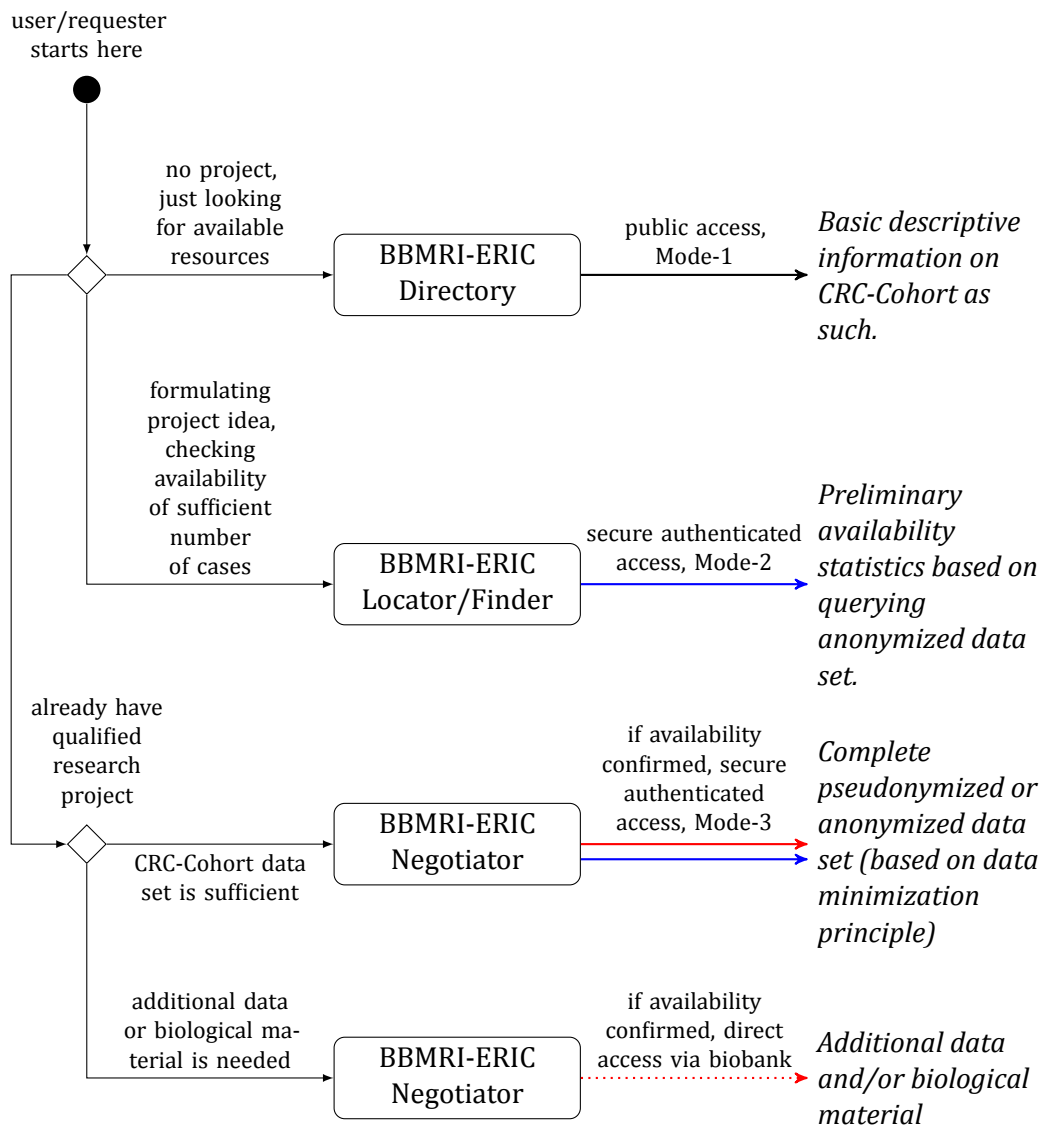 user/requester
starts here
no project,
just looking
for available
resources
BBMRI-ERIC
Directory
public access,
Mode-1
Basic descriptive
information on
CRC-Cohort as
such.
formulating
project idea,
checking
availability
of sufficient
number
of cases
BBMRI-ERIC
Locator/Finder
secure authenticated
access, Mode-2
Preliminary
availability
statistics based on
querying
anonymized data
set.
already have
qualified
research
project
CRC-Cohort data
set is sufficient
BBMRI-ERIC
Negotiator
if availability
confirmed, secure
authenticated
access, Mode-3
Complete
pseudonymized or
anonymized data
set (based on data
minimization
principle)
additional data
or biological ma-
terial is needed
BBMRI-ERIC
Negotiator
if availability
confirmed, direct
access via biobank
Additional data
and/or biological
material